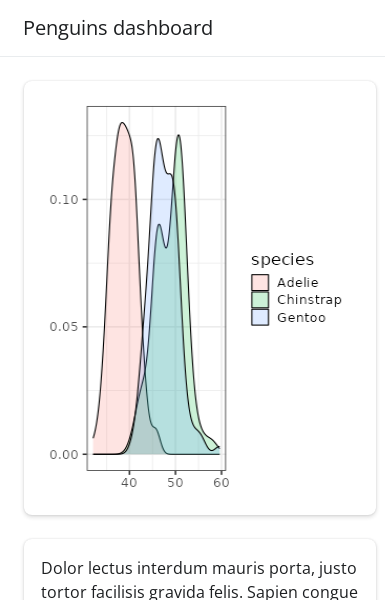 Penguins dashboard
0.10
0.05
0.00
40 50 60
species
Adelie
Chinstrap
Gentoo
Dolor lectus interdum mauris porta, justo
tortor facilisis gravida felis. Sapien congue